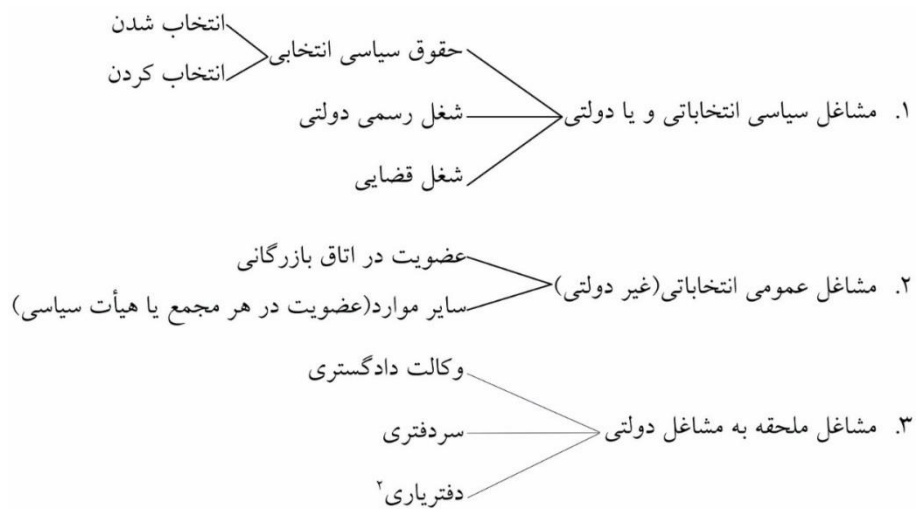 انتخاب شدن
حقوق سیاسی انتخابی
انتخاب کردن
۱. مشاغل سیاسی انتخاباتی و یا دولتی
شغل رسمی دولتی
شغل قضایی
عضویت در اتاق بازرگانی
۲. مشاغل عمومی انتخاباتی(غیر دولتی)
سایر موارد(عضویت در هر مجمع یا هیأت سیاسی)
وکالت دادگستری
۳. مشاغل ملحقه به مشاغل دولتی
سردفتری
دفتریاری۲